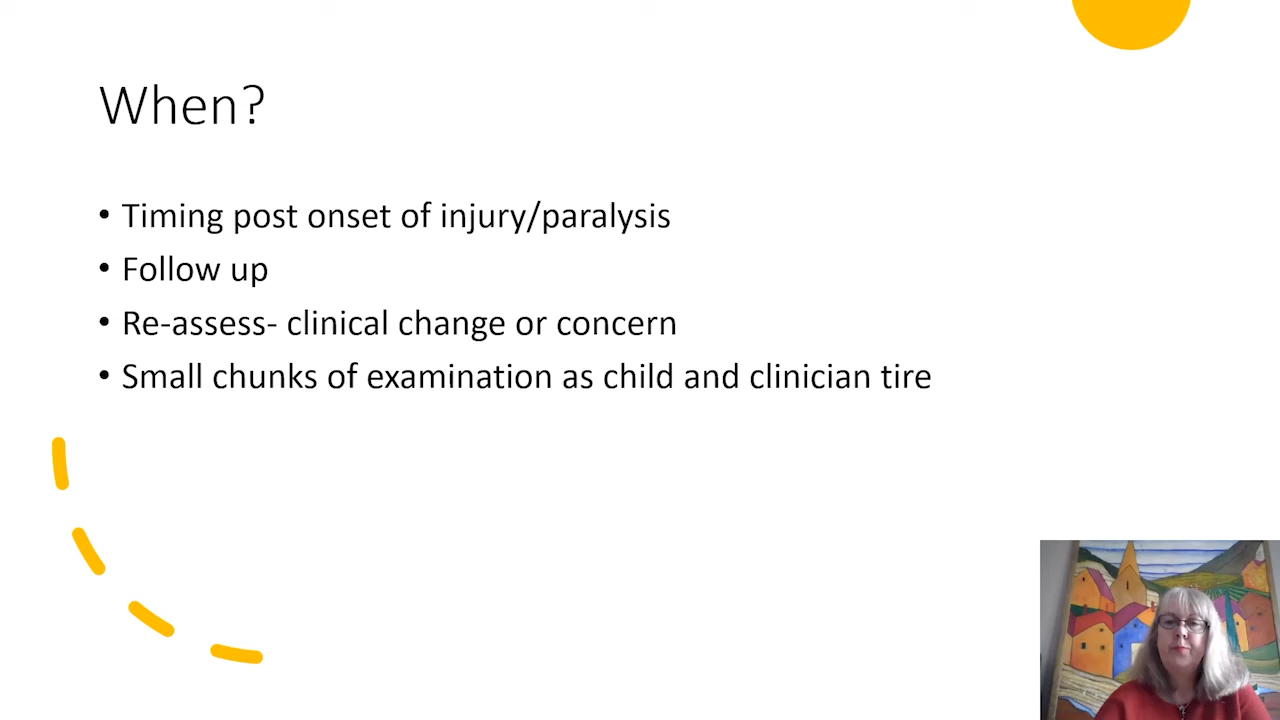 When?
• Timing post onset of injury/paralysis
• Follow up
• Re-assess- clinical change or concern
• Small chunks of examination as child and clinician tire